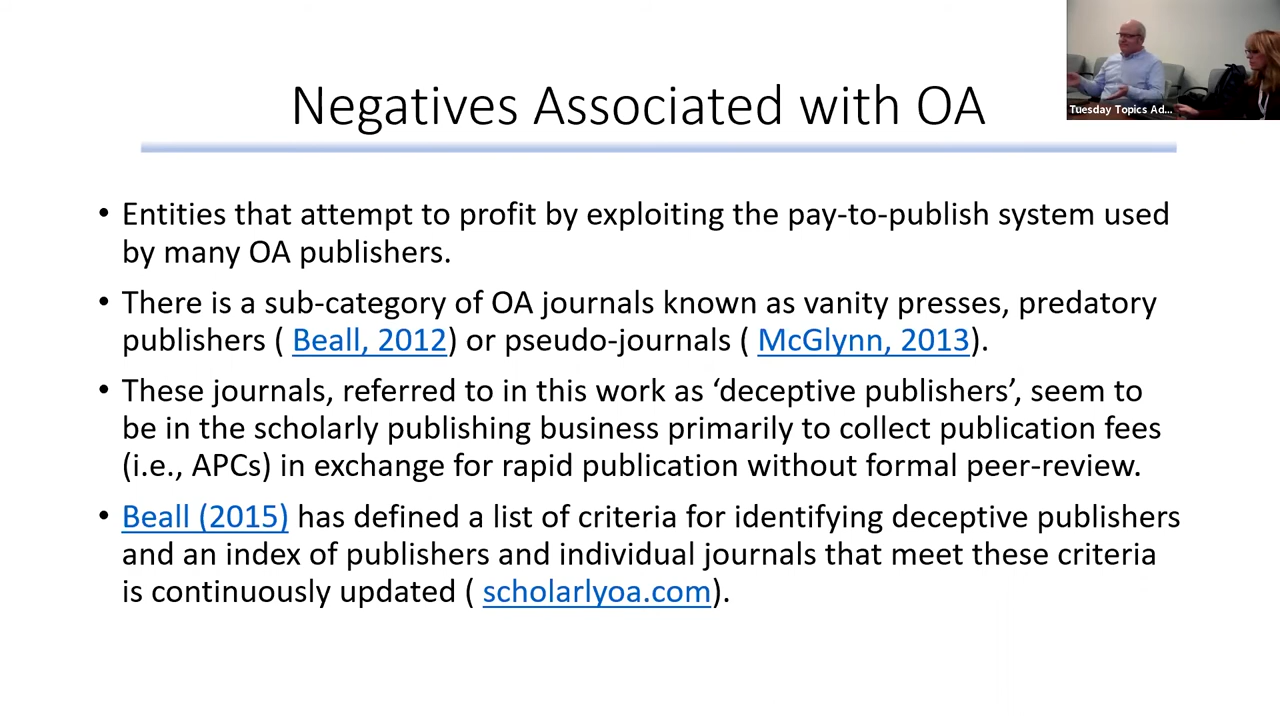 Negatives Associated with OA
Tuesday Topics Ad...
• Entities that attempt to profit by exploiting the pay-to-publish system used
by many OA publishers.
• There is a sub-category of OA journals known as vanity presses, predatory
publishers ( Beall, 2012) or pseudo-journals ( McGlynn, 2013).
• These journals, referred to in this work as ‘deceptive publishers’, seem to
be in the scholarly publishing business primarily to collect publication fees
(i.e., APCs) in exchange for rapid publication without formal peer-review.
• Beall (2015) has defined a list of criteria for identifying deceptive publishers
and an index of publishers and individual journals that meet these criteria
is continuously updated ( scholarlyoa.com).